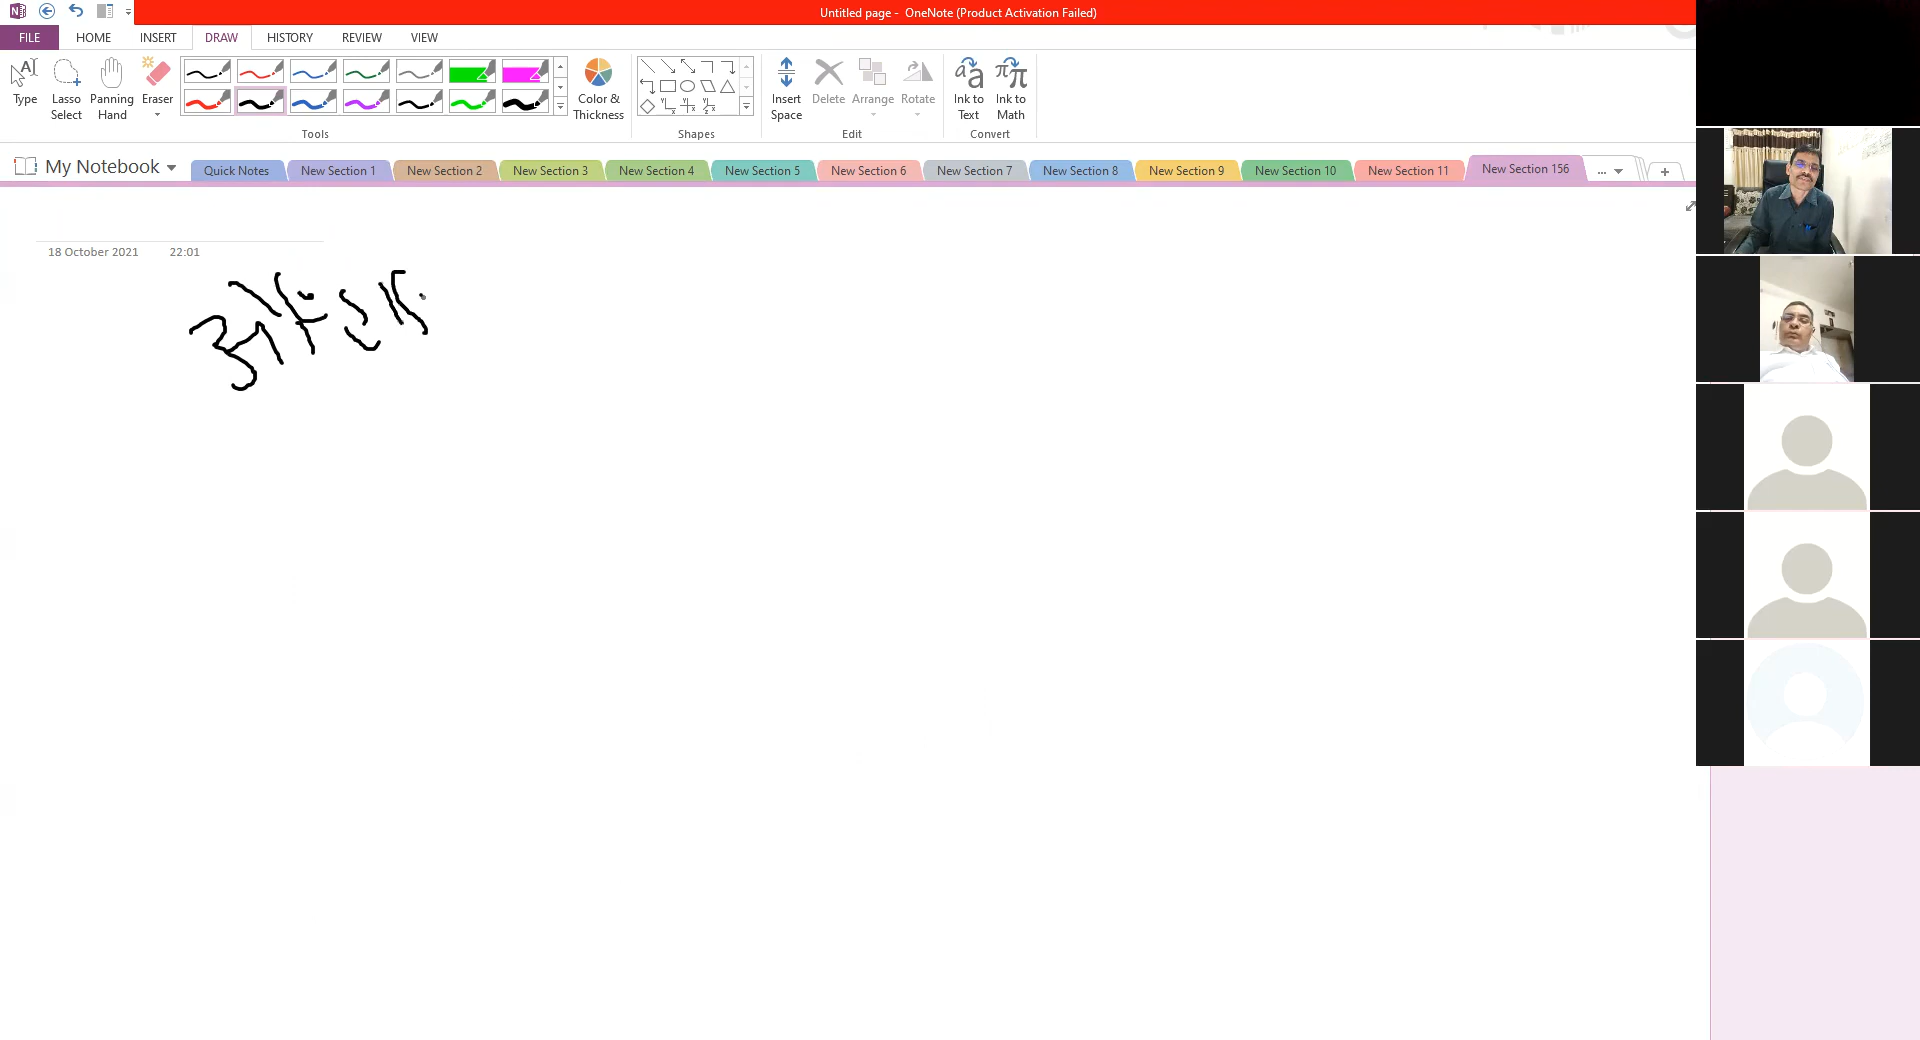 Untitled page - OneNote (Product Activation Failed)
FILE HOME INSERT DRAW HISTORY REVIEW VIEW
Type Lasso Select Panning Hand Eraser Color & Thickness Insert Space Delete Arrange Rotate Ink to Text Ink to Math
Tools Shapes Edit Convert
My Notebook Quick Notes New Section 1 New Section 2 New Section 3 New Section 4 New Section 5 New Section 6 New Section 7 New Section 8 New Section 9 New Section 10 New Section 11 New Section 156 ...
18 October 2021 22:01